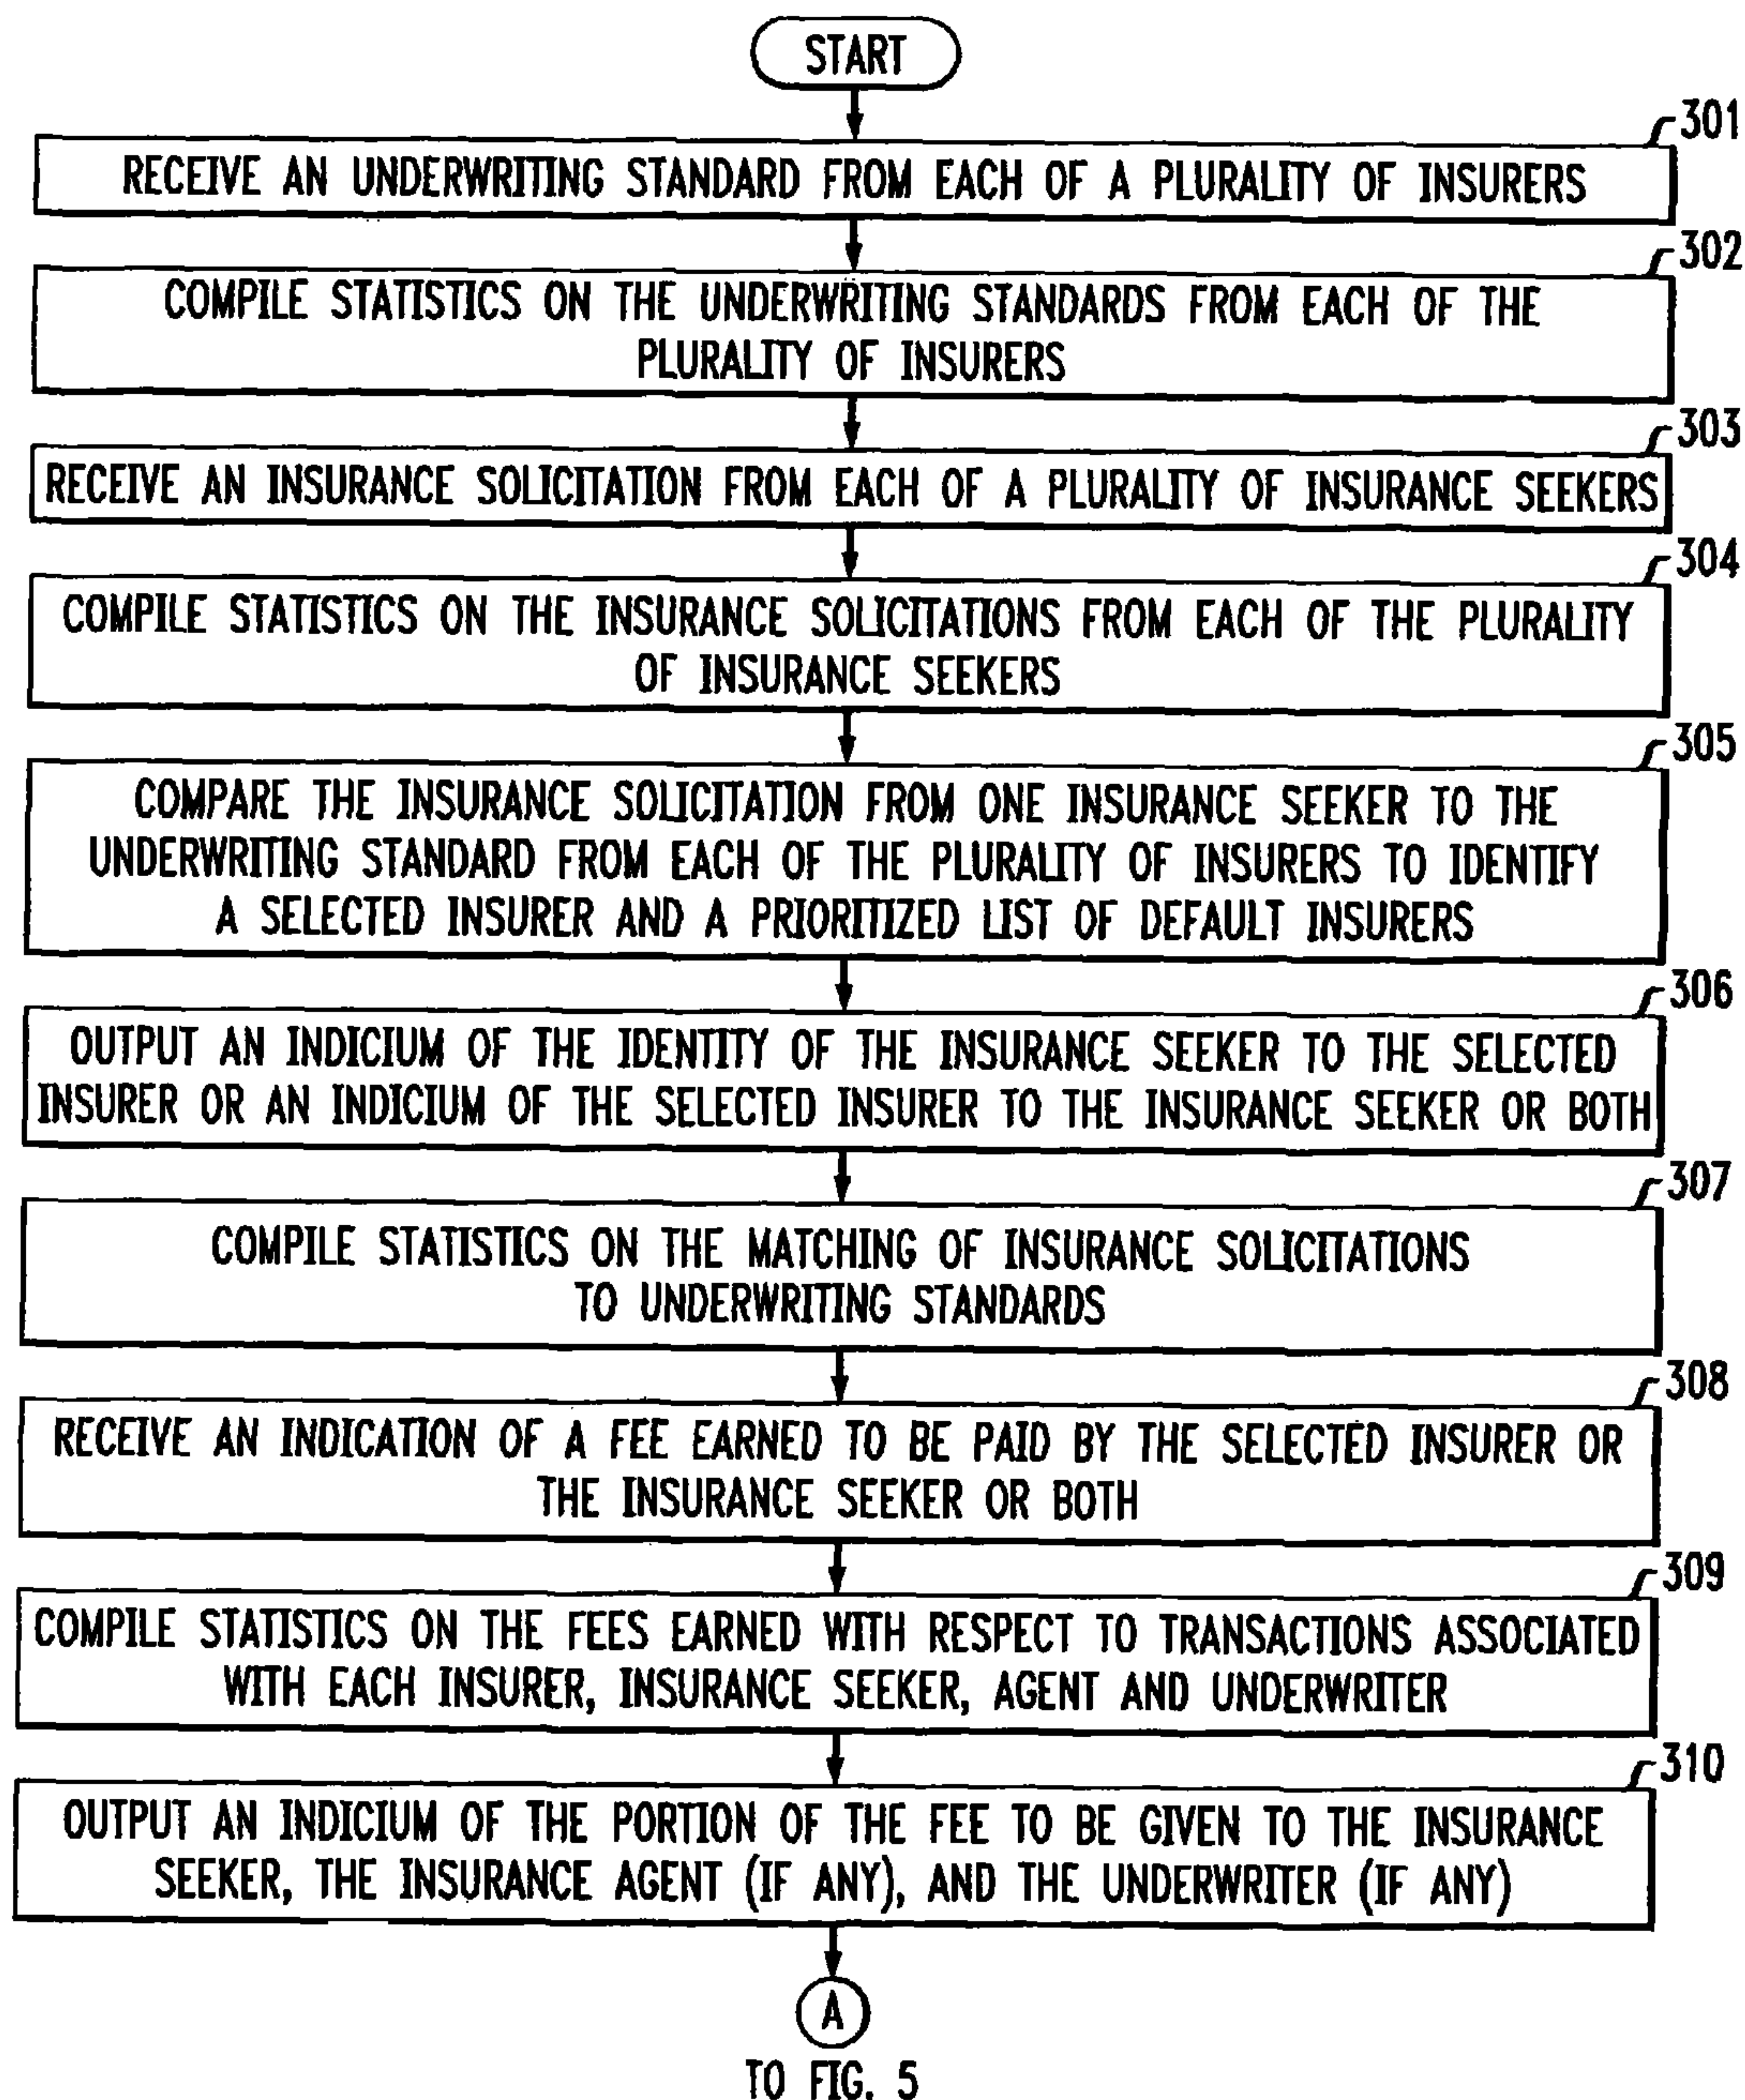 START
301
RECEIVE AN UNDERWRITING STANDARD FROM EACH OF A PLURALITY OF INSURERS
302
COMPILE STATISTICS ON THE UNDERWRITING STANDARDS FROM EACH OF THE
PLURALITY OF INSURERS
303
RECEIVE AN INSURANCE SOLICITATION FROM EACH OF A PLURALITY OF INSURANCE SEEKERS
304
COMPILE STATISTICS ON THE INSURANCE SOLICITATIONS FROM EACH OF THE PLURALITY
OF INSURANCE SEEKERS
305
COMPARE THE INSURANCE SOLICITATION FROM ONE INSURANCE SEEKER TO THE
UNDERWRITING STANDARD FROM EACH OF THE PLURALITY OF INSURERS TO IDENTIFY
A SELECTED INSURER AND A PRIORITIZED LIST OF DEFAULT INSURERS
306
OUTPUT AN INDICIUM OF THE IDENTITY OF THE INSURANCE SEEKER TO THE SELECTED
INSURER OR AN INDICIUM OF THE SELECTED INSURER TO THE INSURANCE SEEKER OR BOTH
307
COMPILE STATISTICS ON THE MATCHING OF INSURANCE SOLICITATIONS
TO UNDERWRITING STANDARDS
308
RECEIVE AN INDICATION OF A FEE EARNED TO BE PAID BY THE SELECTED INSURER OR
THE INSURANCE SEEKER OR BOTH
309
COMPILE STATISTICS ON THE FEES EARNED WITH RESPECT TO TRANSACTIONS ASSOCIATED
WITH EACH INSURER, INSURANCE SEEKER, AGENT AND UNDERWRITER
310
OUTPUT AN INDICIUM OF THE PORTION OF THE FEE TO BE GIVEN TO THE INSURANCE
SEEKER, THE INSURANCE AGENT (IF ANY), AND THE UNDERWRITER (IF ANY)
A
TO FIG. 5